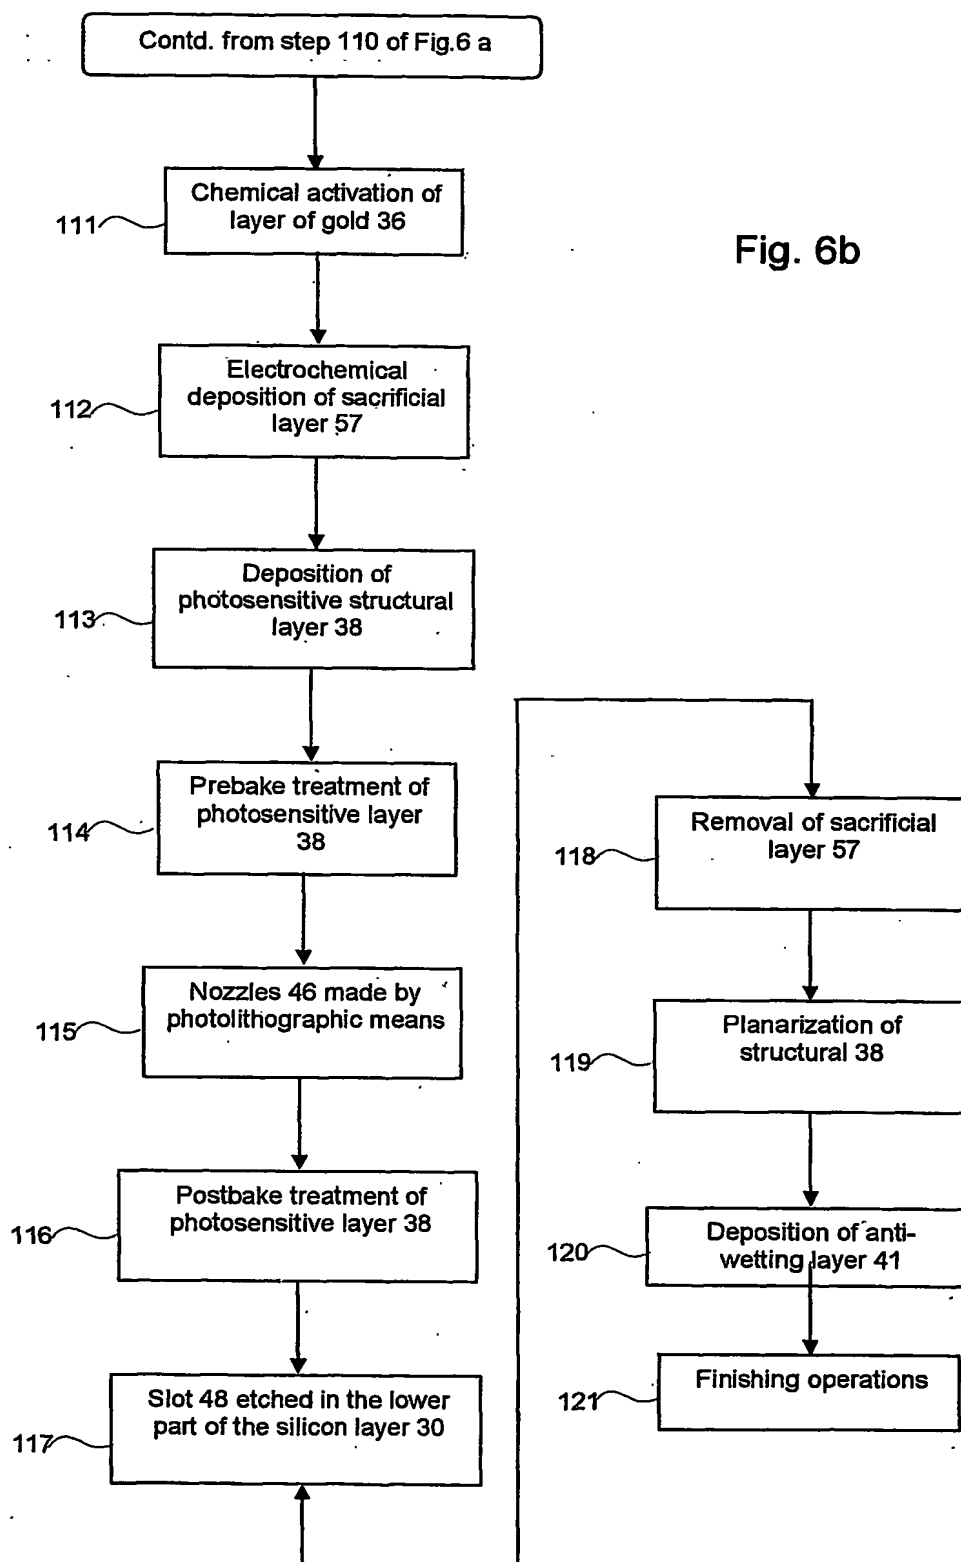 Contd. from step 110 of Fig.6 a
Fig. 6b
111
Chemical activation of
layer of gold 36
112
Electrochemical
deposition of sacrificial
layer 57
113
Deposition of
photosensitive structural
layer 38
114
Prebake treatment of
photosensitive layer
38
115
Nozzles 46 made by
photolithographic means
116
Postbake treatment of
photosensitive layer 38
117
Slot 48 etched in the lower
part of the silicon layer 30
118
Removal of sacrificial
layer 57
119
Planarization of
structural 38
120
Deposition of anti-
wetting layer 41
121
Finishing operations